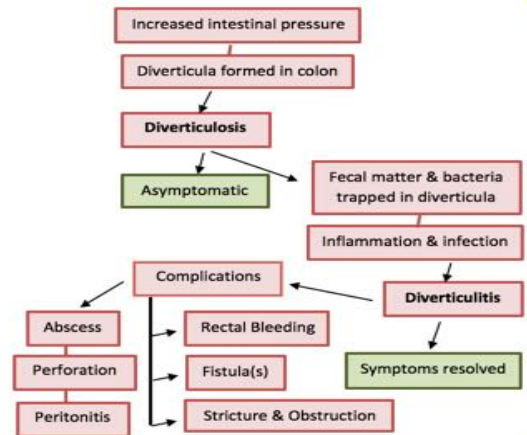 Increased intestinal pressure
Diverticula formed in colon
Diverticulosis
Asymptomatic
Fecal matter & bacteria
trapped in diverticula
Inflammation & infection
Diverticulitis
Symptoms resolved
Complications
Abscess
Perforation
Peritonitis
Rectal Bleeding
Fistula(s)
Stricture & Obstruction